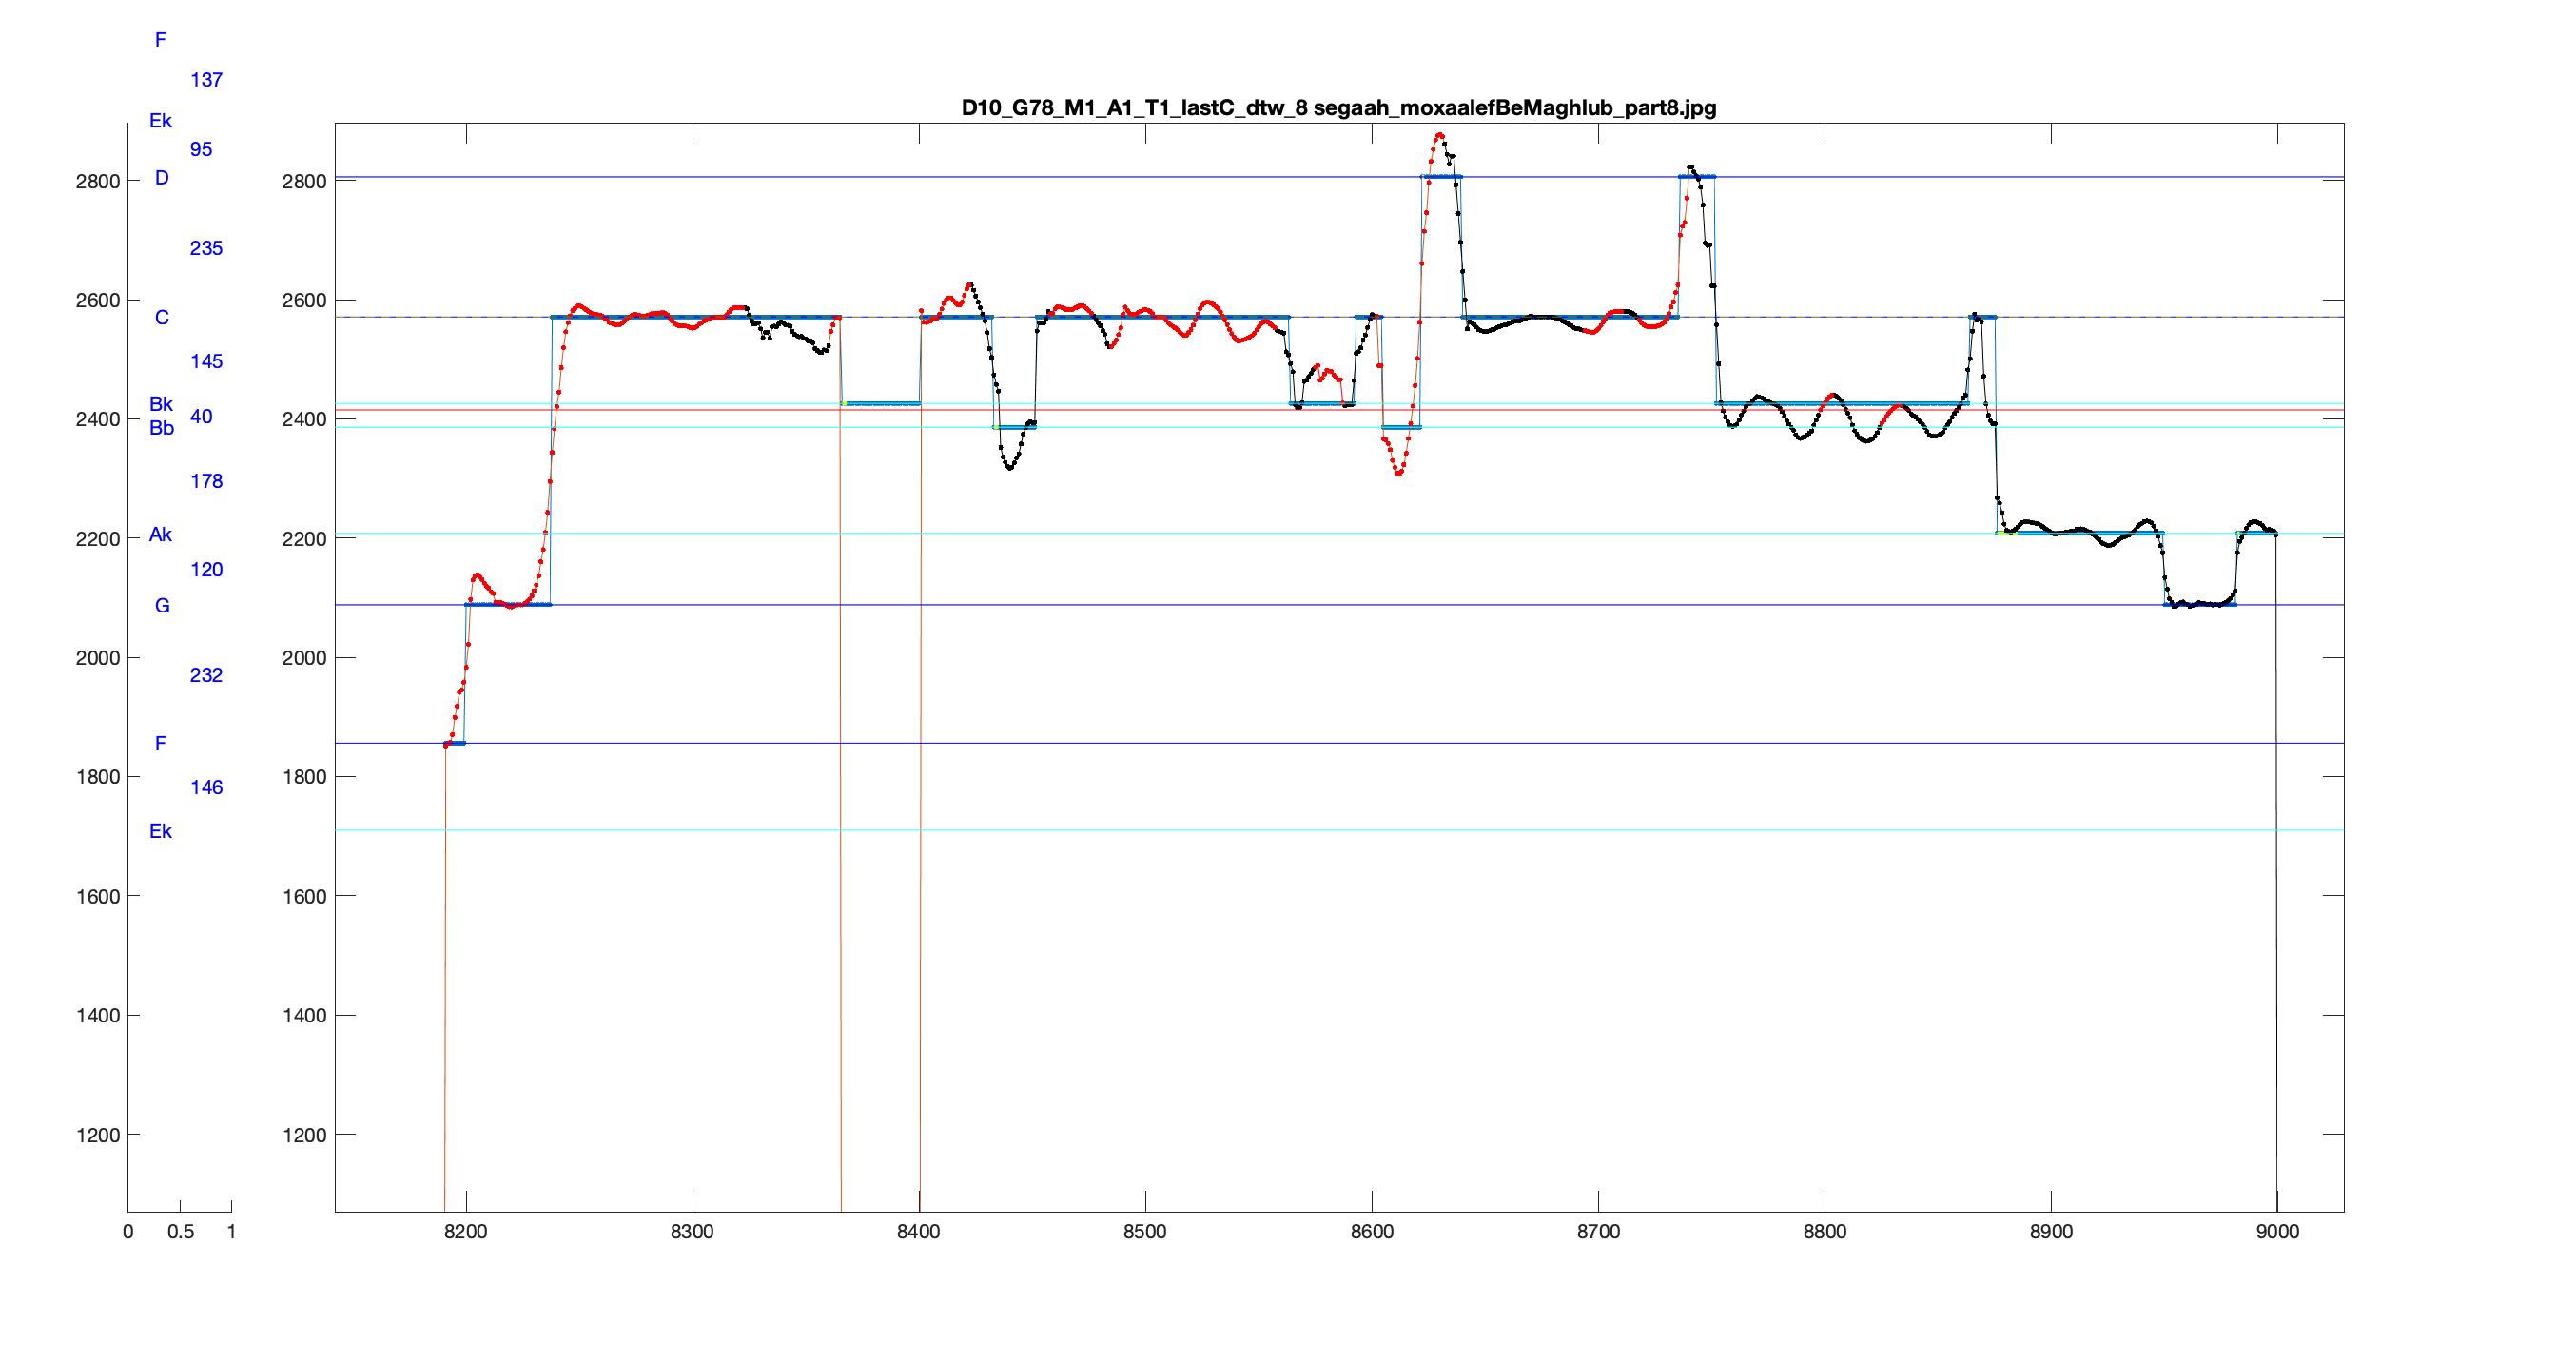 F
137
D10_G78_M1_A1_T1_lastC_dtw_8 segaah_moxaalefBeMaghlub_part8.jpg
Ek
95
2800 D 2800
235
2600 2600
C
145
Bk
2400 40 2400
Bb
178
2200 Ak 2200
120
G
2000 2000
232
F
1800 1800
146
Ek
1600 1600
1400 1400
1200 1200
0 0.5 1 8200 8300 8400 8500 8600 8700 8800 8900 9000